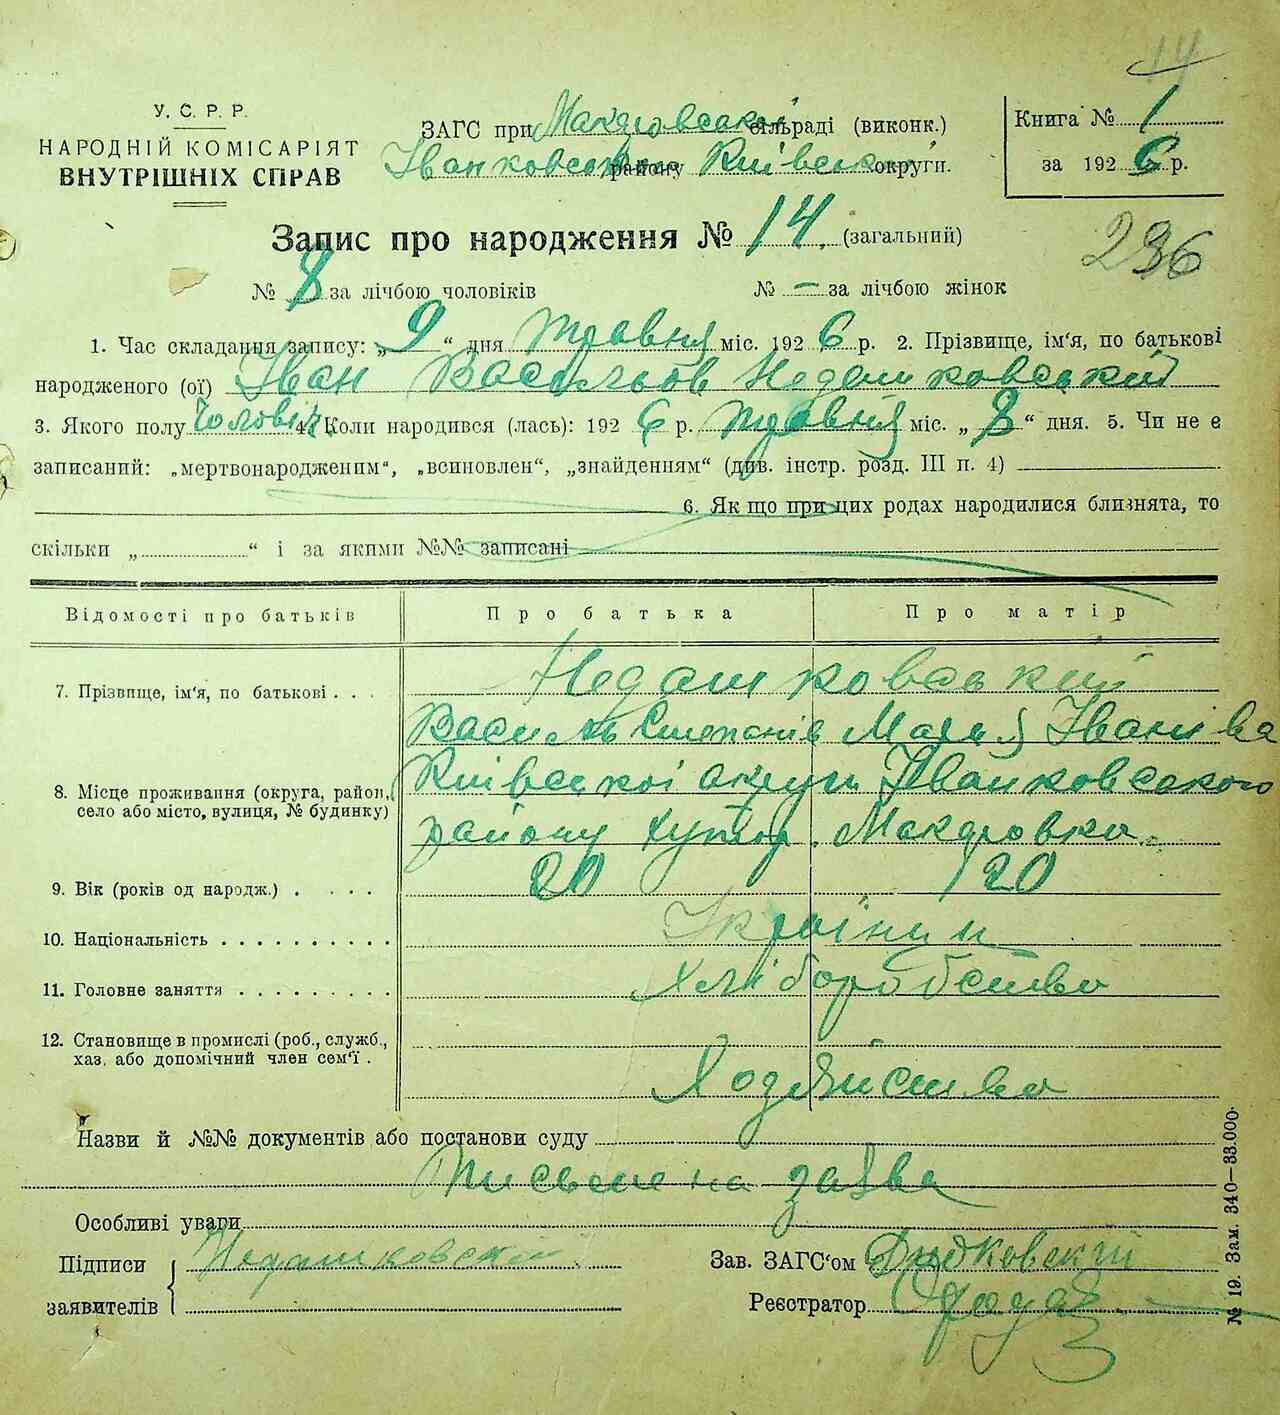 14
У. С. Р. Р.
НАРОДНІЙ КОМІСАРІЯТ
ВНУТРІШНІХ СПРАВ
ЗАГС при Макаровській сільраді (виконк.)
Іванковського району Київської округи.
Книга № 1
за 1926 р.
Запис про народження № 14. (загальний)
236
№ 8 за лічбою чоловіків № — за лічбою жінок
1. Час складання запису: „9“ дня травня міс. 1926 р. 2. Прізвище, ім'я, по батькові
народженого (ої) Іван Васильов Недашковський
3. Якого полу Чоловік 4. Коли народився (лась): 1926 р. травня міс. „8“ дня. 5. Чи не є
записаний: „мертвонародженим“, „всиновлен“, „знайденням“ (див. інстр. розд. III п. 4)
6. Як що при цих родах народилися близнята, то
скільки „ “ і за якими №№ записані
Відомості про батьків Про батька Про матір
7. Прізвище, ім'я, по батькові . . . Недашковський
Василь Степанів Марія Іванова
8. Місце проживання (округа, район, село або місто, вулиця, № будинку) Київської округи Іванковського
району хутор. Макаровка.
9. Вік (років од народж.) . . . . 20 20
10. Національність . . . . . . . . . . Українці
11. Головне заняття . . . . . . . . . Хліборобство
12. Становище в промислі (роб., служб.,
хаз. або допомічний член сем'ї .
Назви й №№ документів або постанови суду
Письмена заява
Особливі уваги
Підписи Недашковскій Зав. ЗАГС'ом Дидковскій
заявителів Реєстратор
№ 19. Зам. 340—33.000.